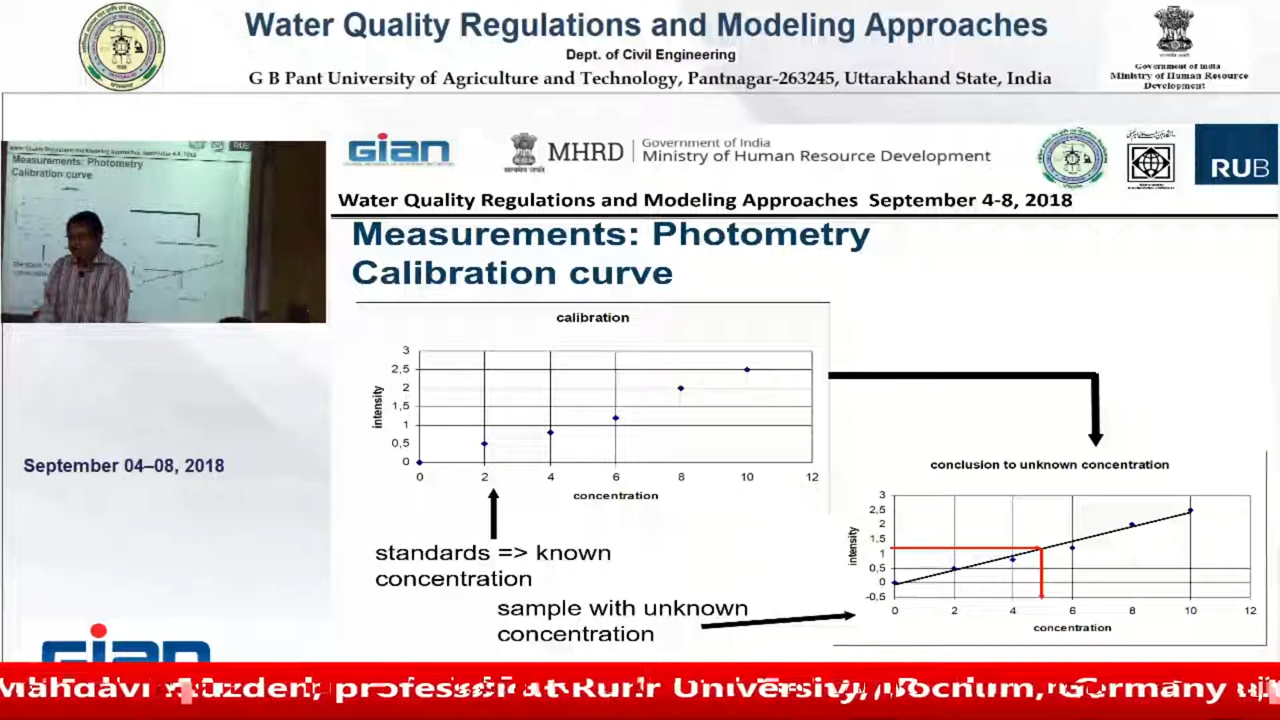 Water Quality Regulations and Modeling Approaches
Dept. of Civil Engineering
G B Pant University of Agriculture and Technology, Pantnagar-263245, Uttarakhand State, India
Government of India
Ministry of Human Resource
Development
Measurements: Photometry
Calibration curve
RUB
GIAN
MHRD
Government of India
Ministry of Human Resource Development
RUB
Water Quality Regulations and Modeling Approaches September 4-8, 2018
Measurements: Photometry
Calibration curve
calibration
3
2,5
2
1,5
1
0,5
0
intensity
0 2 4 6 8 10 12
concentration
standards => known
concentration
sample with unknown
concentration
conclusion to unknown concentration
3
2,5
2
1,5
1
0,5
0
-0,5
intensity
0 2 4 6 8 10 12
concentration
September 04–08, 2018
GIAN
University, Germany